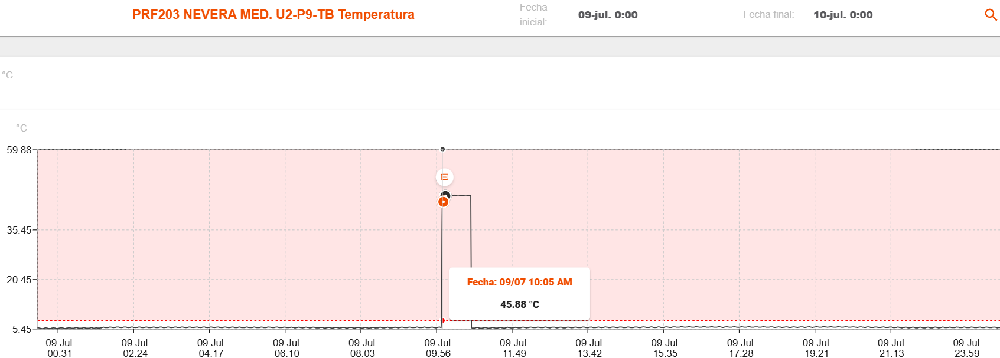 PRF203 NEVERA MED. U2-P9-TB Temperatura
Fecha
inicial:
09-jul. 0:00
Fecha final:
10-jul. 0:00
°C
°C
59.88
35.45
20.45
5.45
Fecha: 09/07 10:05 AM
45.88 °C
09 Jul 09 Jul 09 Jul 09 Jul 09 Jul 09 Jul 09 Jul 09 Jul 09 Jul 09 Jul 09 Jul 09 Jul 09 Jul
00:31 02:24 04:17 06:10 08:03 09:56 11:49 13:42 15:35 17:28 19:21 21:13 23:59